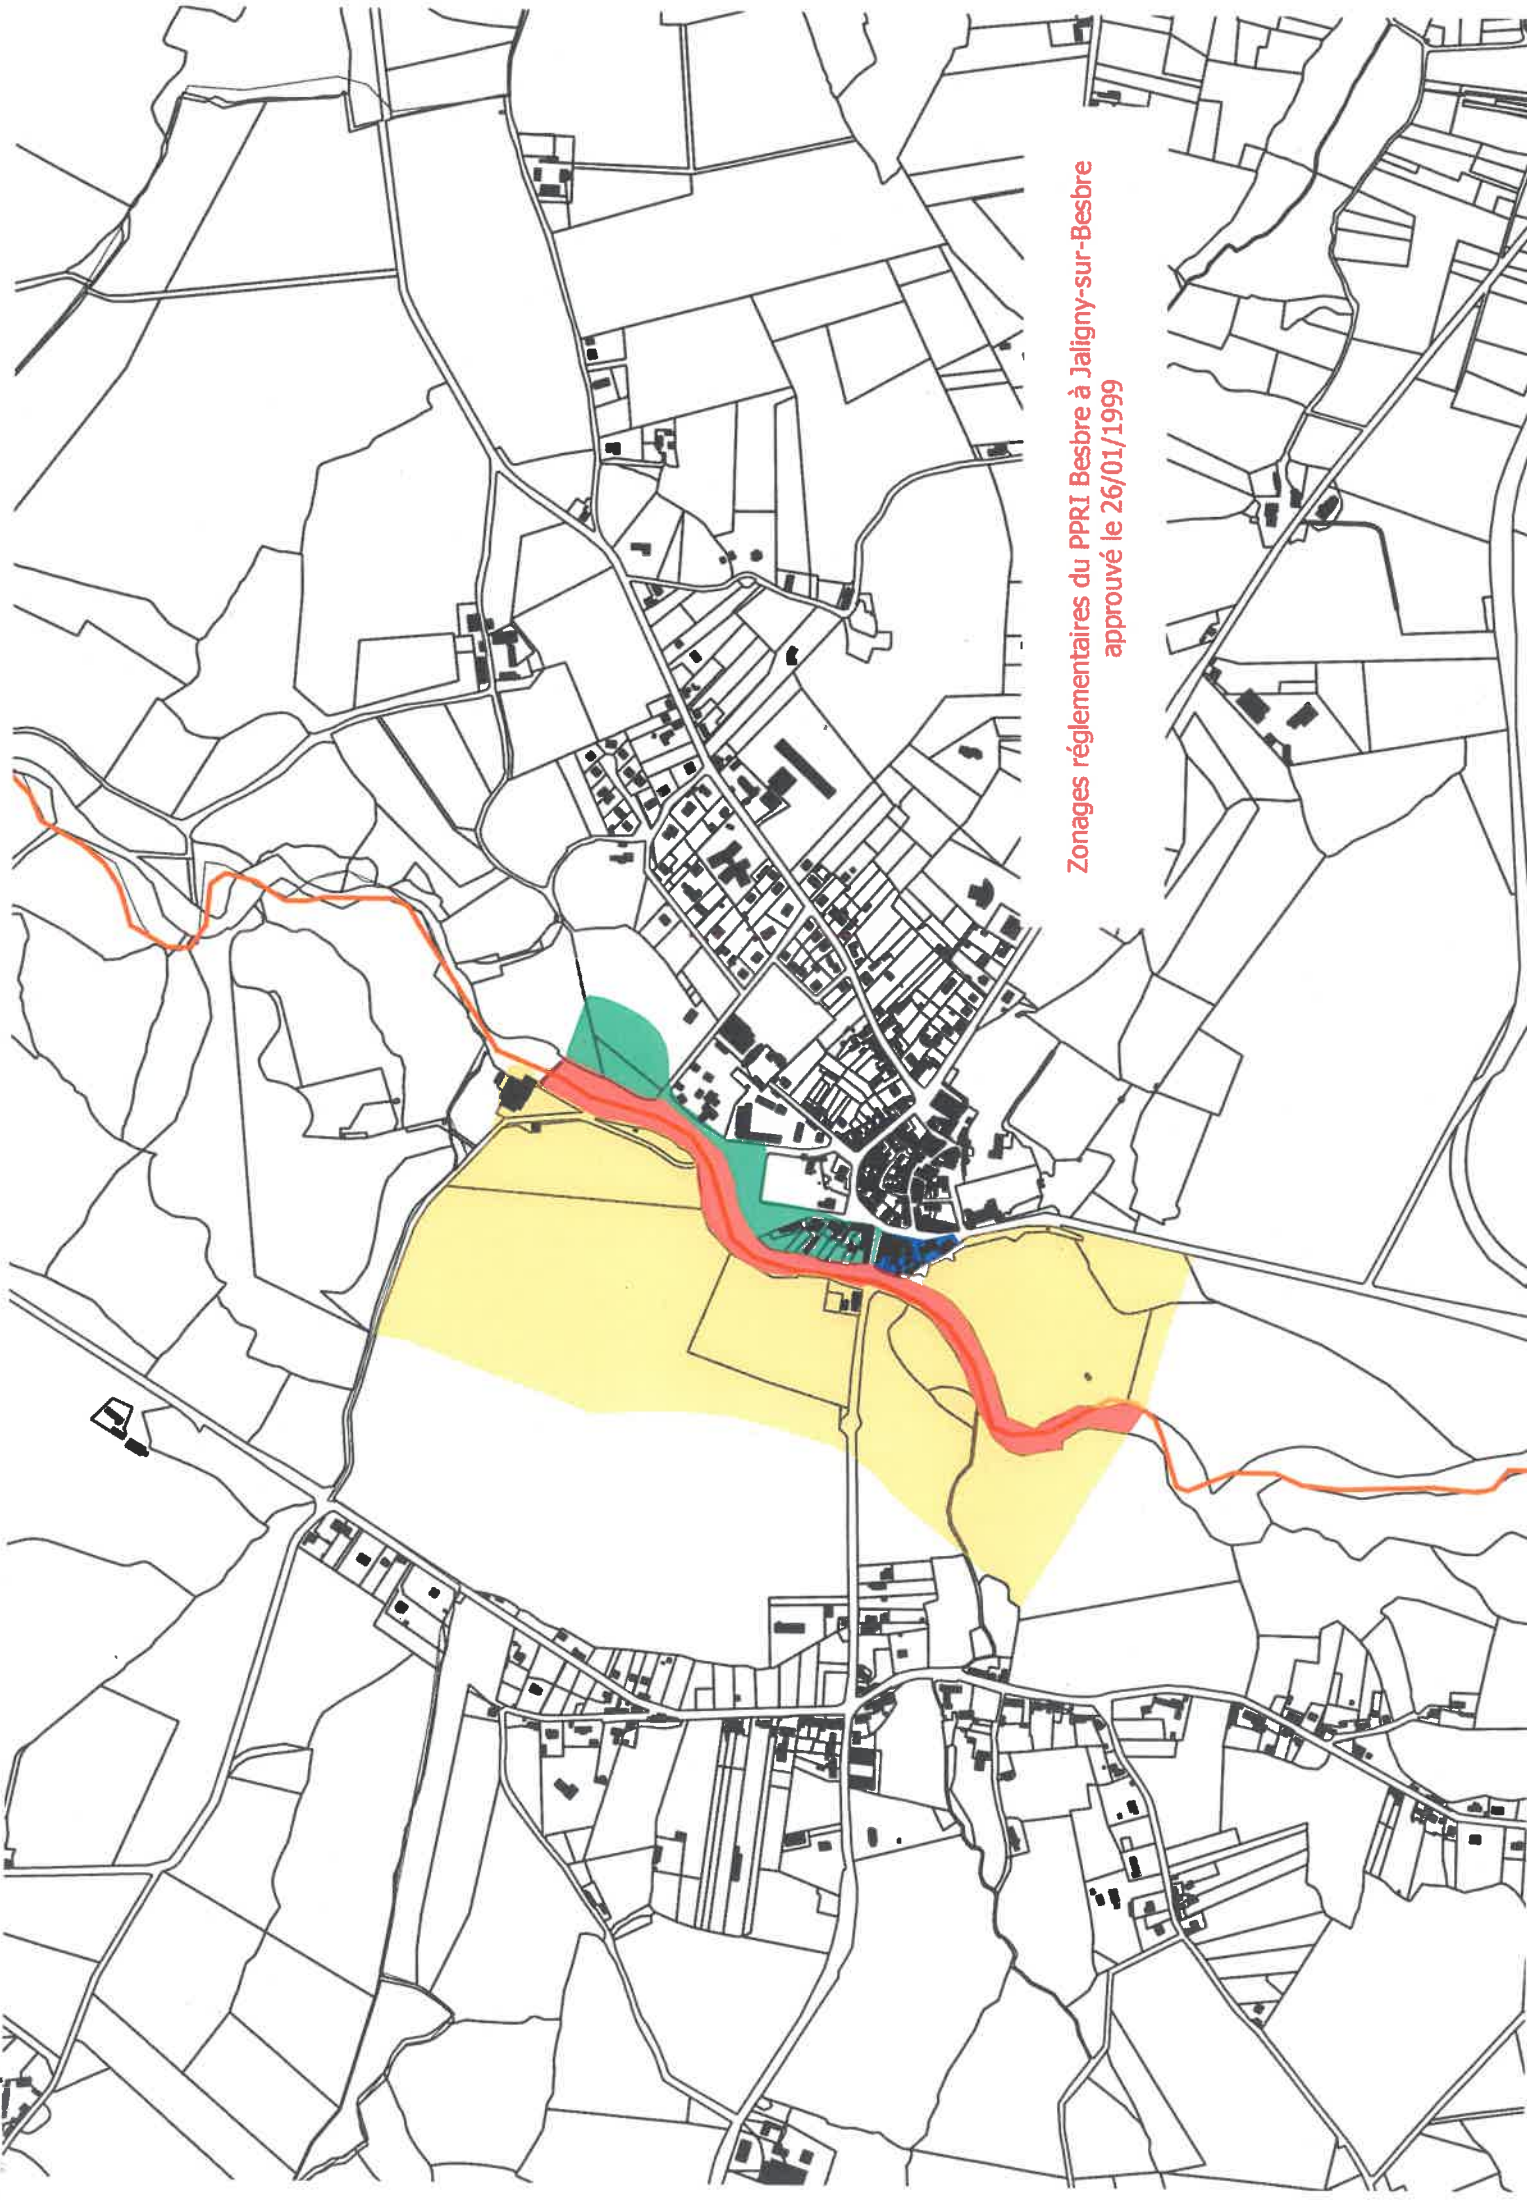 Zonages réglementaires du PPRI Besbre à Jaligny-sur-Besbre
approuvé le 26/01/1999